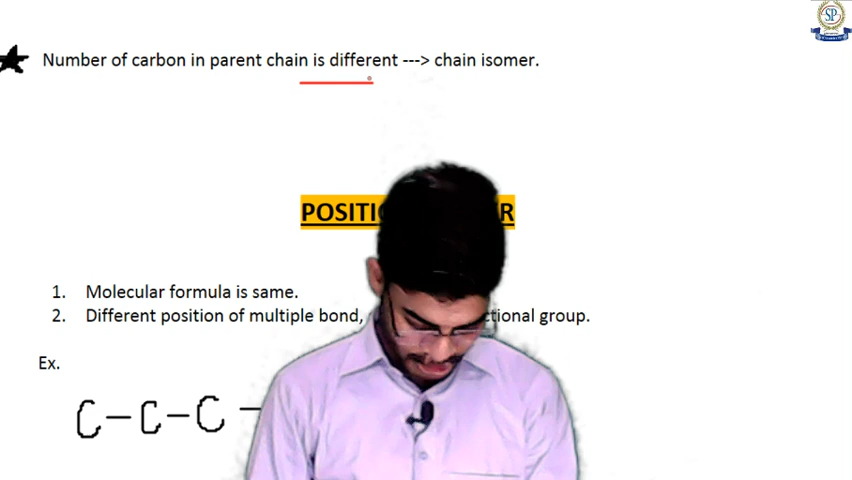 Number of carbon in parent chain is different ---> chain isomer.
SP
POSITI R
1. Molecular formula is same.
2. Different position of multiple bond, ctional group.
Ex.
C-C-C -